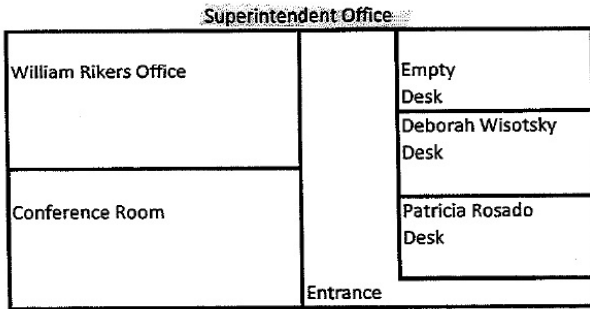 Superintendent Office
William Rikers Office
Empty
Desk
Deborah Wisotsky
Desk
Conference Room
Patricia Rosado
Desk
Entrance